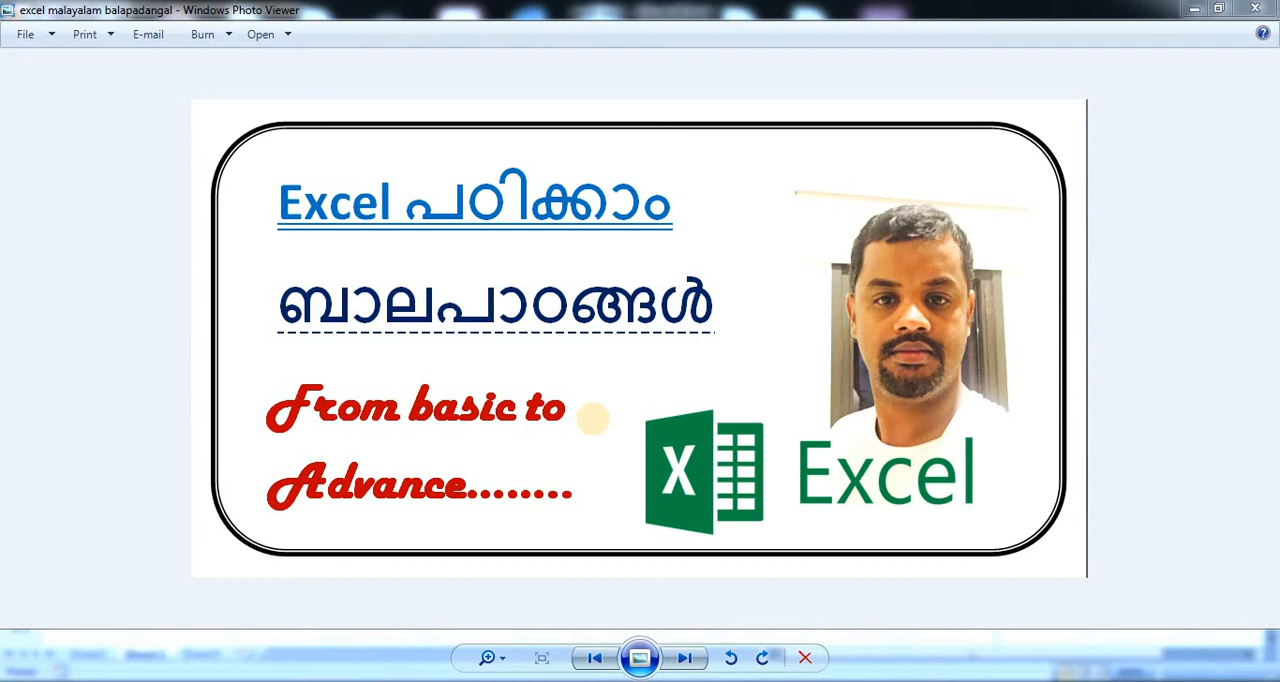 excel malayalam balapadangal - Windows Photo Viewer
File Print E-mail Burn Open
Excel പഠിക്കാം
ബാലപാഠങ്ങൾ
From basic to
Advance........
X Excel